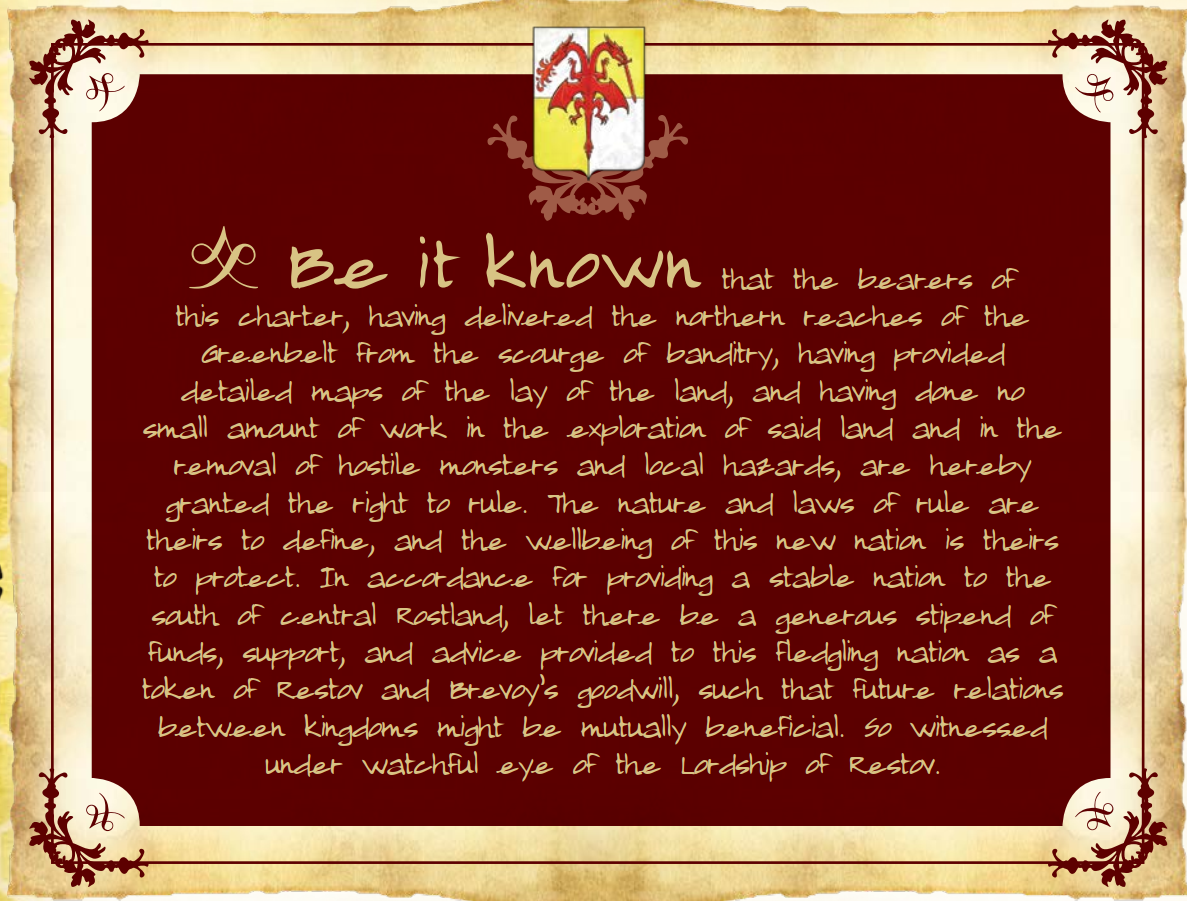 Be it known that the bearers of
this charter, having delivered the northern reaches of the
Greenbelt from the scourge of banditry, having provided
detailed maps of the lay of the land, and having done no
small amount of work in the exploration of said land and in the
removal of hostile monsters and local hazards, are hereby
granted the right to rule. The nature and laws of rule are
theirs to define, and the wellbeing of this new nation is theirs
to protect. In accordance for providing a stable nation to the
south of central Rostland, let there be a generous stipend of
funds, support, and advice provided to this fledgling nation as a
token of Restov and Brevoy's goodwill, such that future relations
between kingdoms might be mutually beneficial. So witnessed
under watchful eye of the Lordship of Restov.